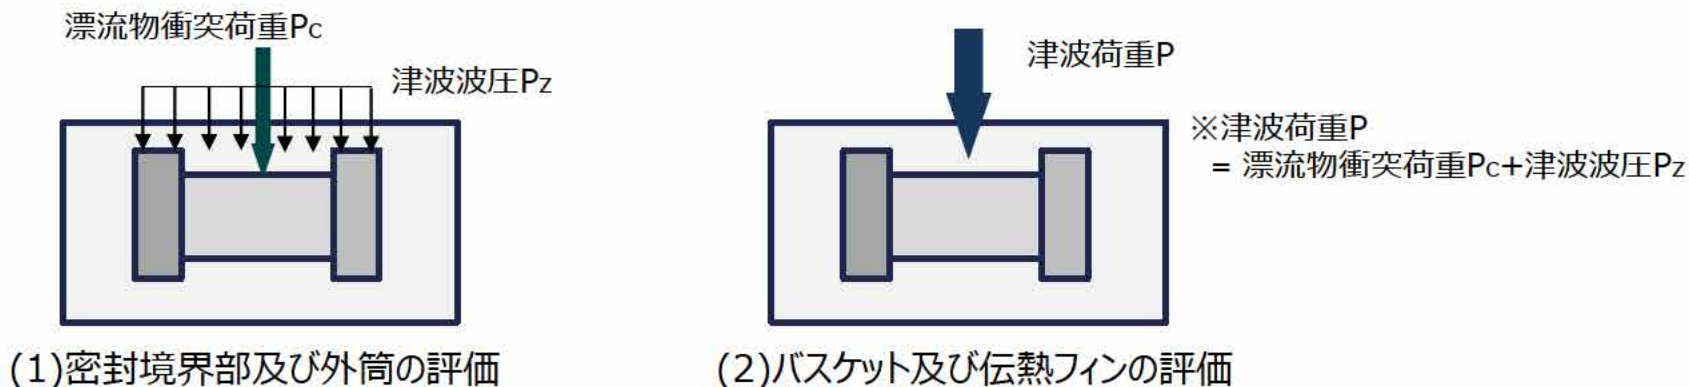 漂流物衝突荷重Pc
津波波圧Pz
(1)密封境界部及び外筒の評価
津波荷重P
※津波荷重P
= 漂流物衝突荷重Pc+津波波圧Pz
(2)バスケット及び伝熱フィンの評価